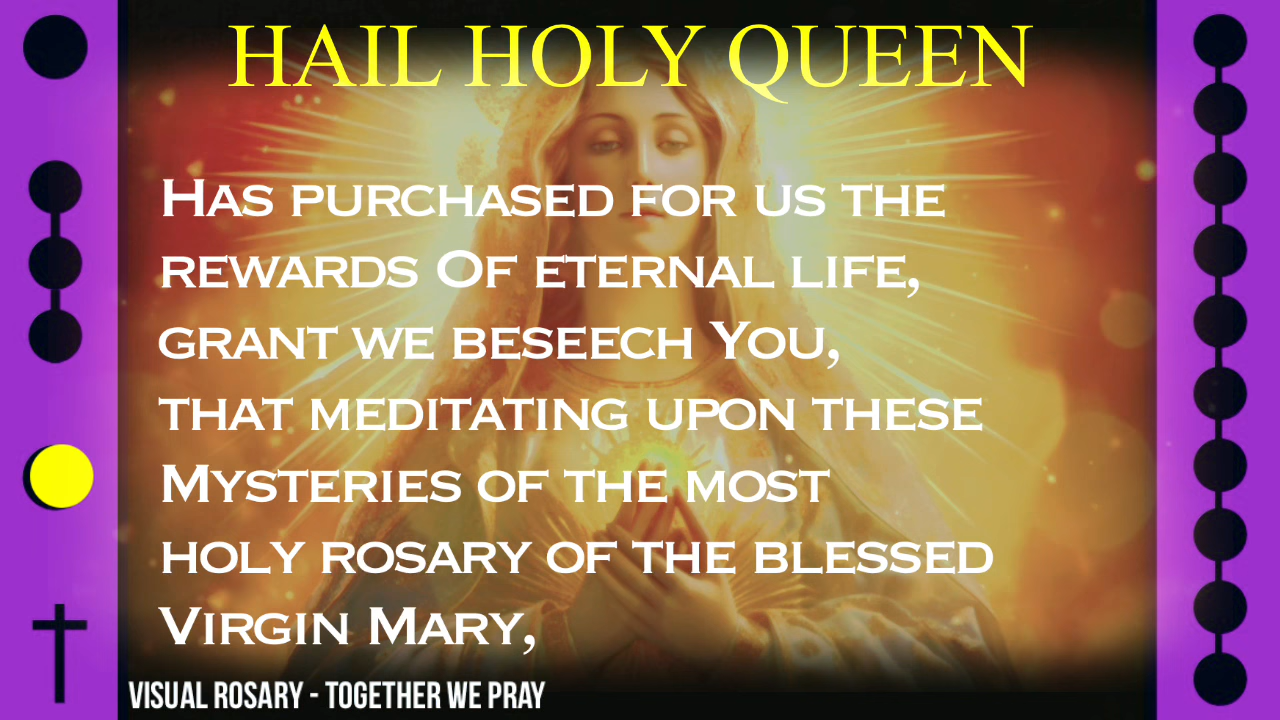 HAIL HOLY QUEEN
HAS PURCHASED FOR US THE
REWARDS OF ETERNAL LIFE,
GRANT WE BESEECH YOU,
THAT MEDITATING UPON THESE
MYSTERIES OF THE MOST
HOLY ROSARY OF THE BLESSED
VIRGIN MARY,
VISUAL ROSARY - TOGETHER WE PRAY